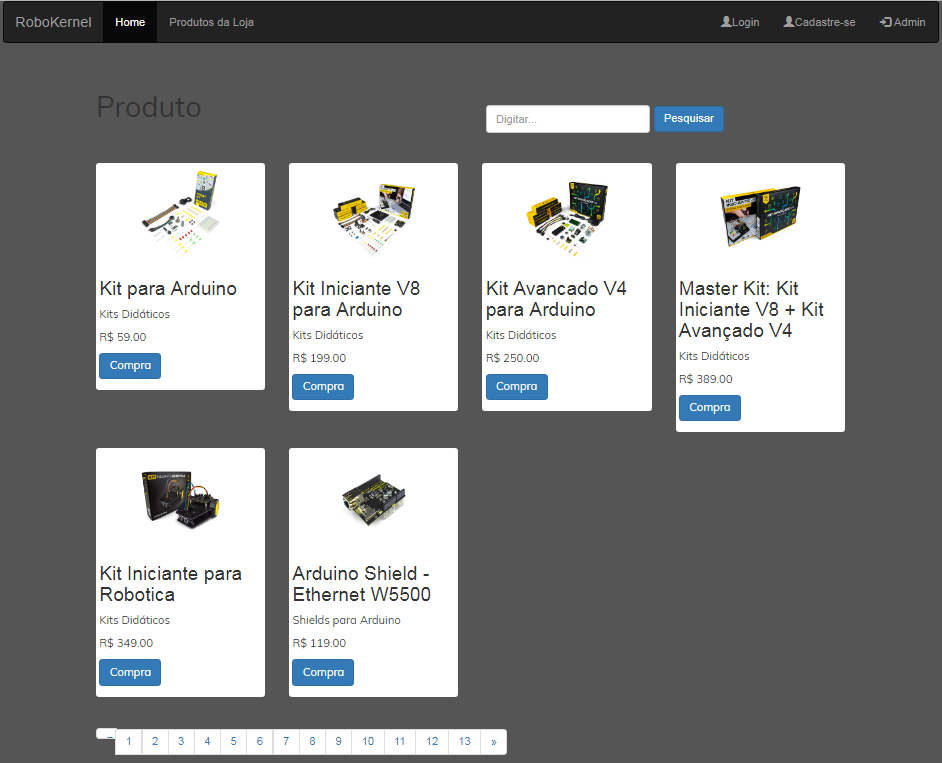 RoboKernel Home Produtos da Loja Login Cadastre-se Admin
Produto
Digitar... Pesquisar
Kit para Arduino
Kits Didáticos
R$ 59.00
Compra
Kit Iniciante V8
para Arduino
Kits Didáticos
R$ 199.00
Compra
Kit Avancado V4
para Arduino
Kits Didáticos
R$ 250.00
Compra
Master Kit: Kit
Iniciante V8 + Kit
Avançado V4
Kits Didáticos
R$ 389.00
Compra
Kit Iniciante para
Robotica
Kits Didáticos
R$ 349.00
Compra
Arduino Shield -
Ethernet W5500
Shields para Arduino
R$ 119.00
Compra
1 2 3 4 5 6 7 8 9 10 11 12 13 »